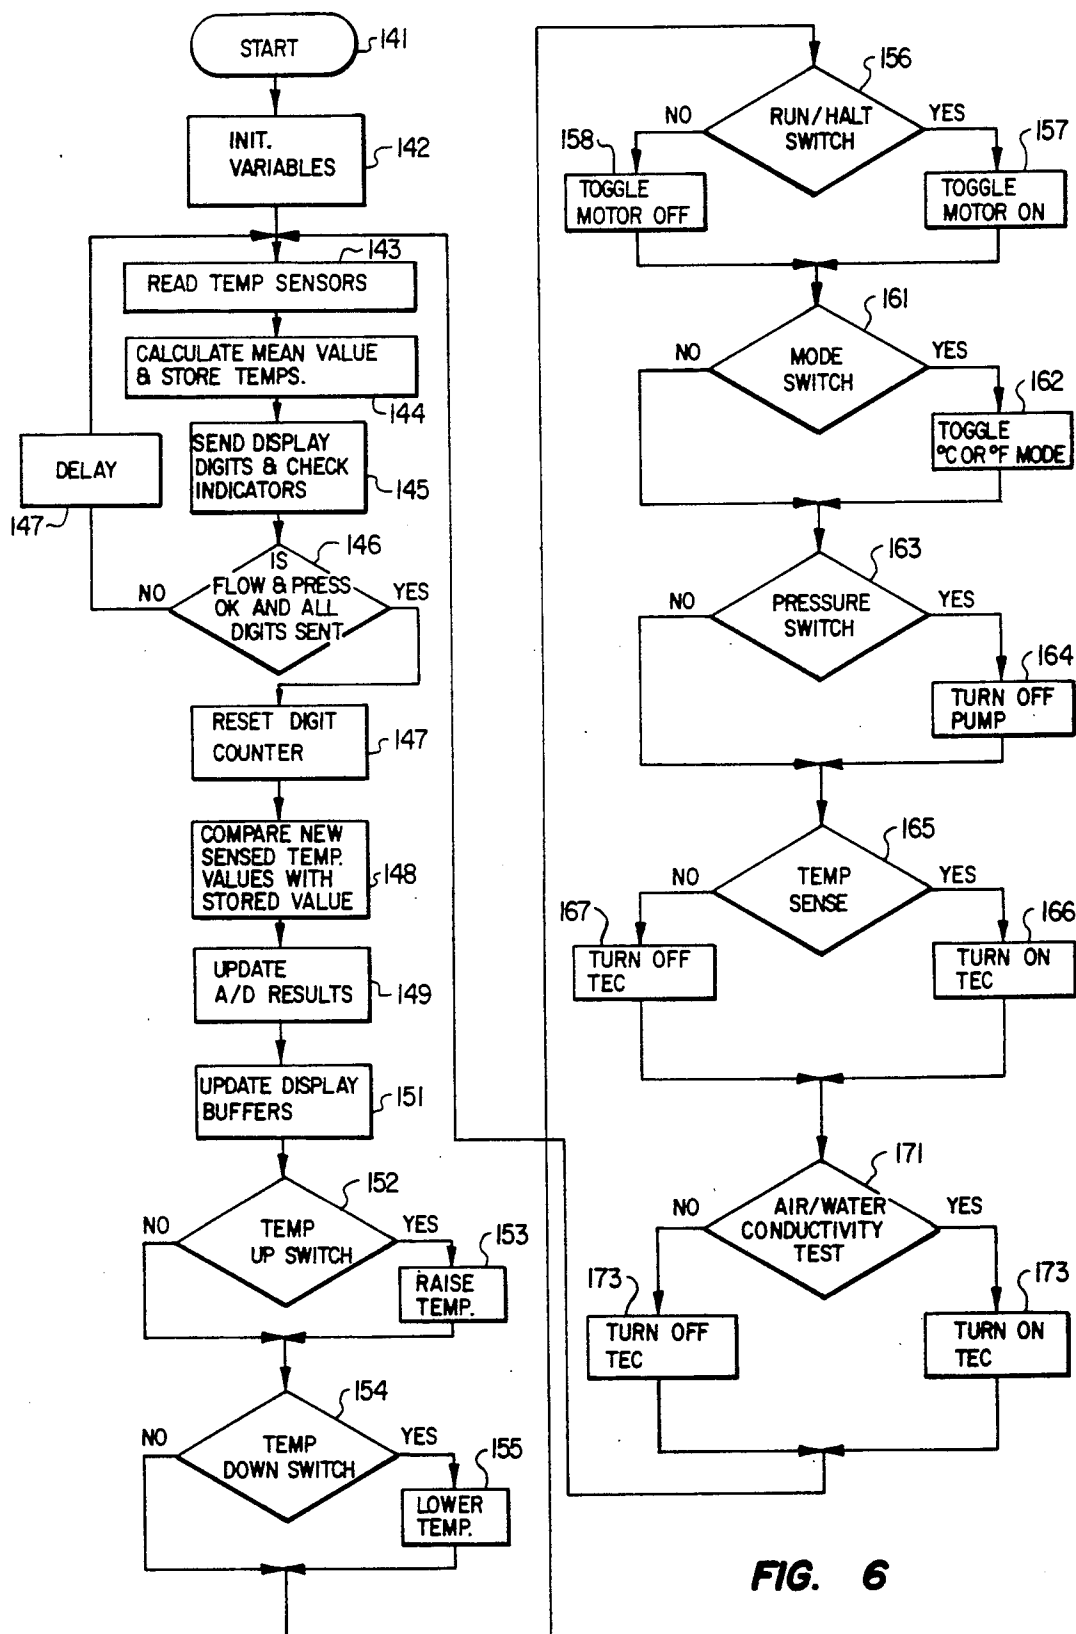 START
141
INIT.
VARIABLES
142
143
READ TEMP SENSORS
CALCULATE MEAN VALUE
& STORE TEMPS.
144
SEND DISPLAY
DIGITS & CHECK
INDICATORS
145
DELAY
147
146
IS
FLOW & PRESS
OK AND ALL
DIGITS SENT
NO
YES
RESET DIGIT
COUNTER
147
COMPARE NEW
SENSED TEMP.
VALUES WITH
STORED VALUE
148
UPDATE
A/D RESULTS
149
UPDATE DISPLAY
BUFFERS
151
152
NO
YES
TEMP
UP SWITCH
153
RAISE
TEMP.
154
NO
YES
TEMP
DOWN SWITCH
155
LOWER
TEMP.
156
NO
YES
RUN/HALT
SWITCH
158
TOGGLE
MOTOR OFF
157
TOGGLE
MOTOR ON
161
NO
YES
MODE
SWITCH
162
TOGGLE
°C OR °F MODE
163
NO
YES
PRESSURE
SWITCH
164
TURN OFF
PUMP
165
NO
YES
TEMP
SENSE
167
TURN OFF
TEC
166
TURN ON
TEC
171
NO
YES
AIR/WATER
CONDUCTIVITY
TEST
173
TURN OFF
TEC
173
TURN ON
TEC
FIG. 6